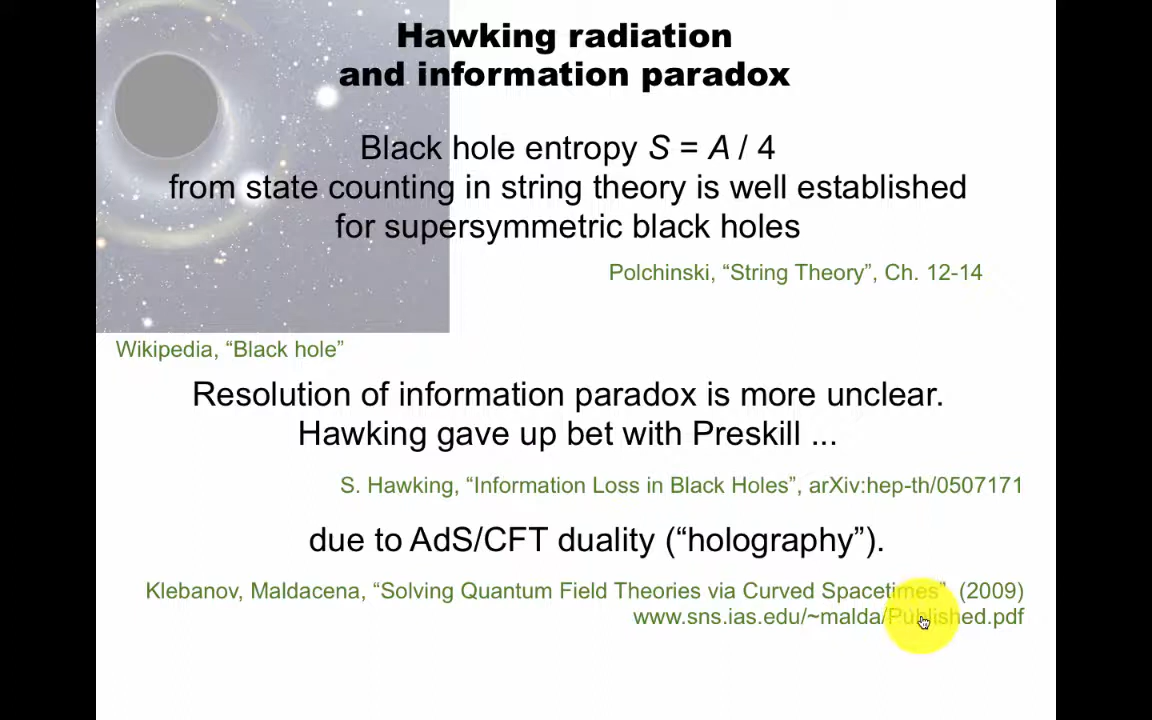 Hawking radiation
and information paradox
Black hole entropy S = A / 4
from state counting in string theory is well established
for supersymmetric black holes
Polchinski, “String Theory”, Ch. 12-14
Wikipedia, “Black hole”
Resolution of information paradox is more unclear.
Hawking gave up bet with Preskill ...
S. Hawking, “Information Loss in Black Holes”, arXiv:hep-th/0507171
due to AdS/CFT duality (“holography”).
Klebanov, Maldacena, “Solving Quantum Field Theories via Curved Spacetimes”, (2009)
www.sns.ias.edu/~malda/Published.pdf